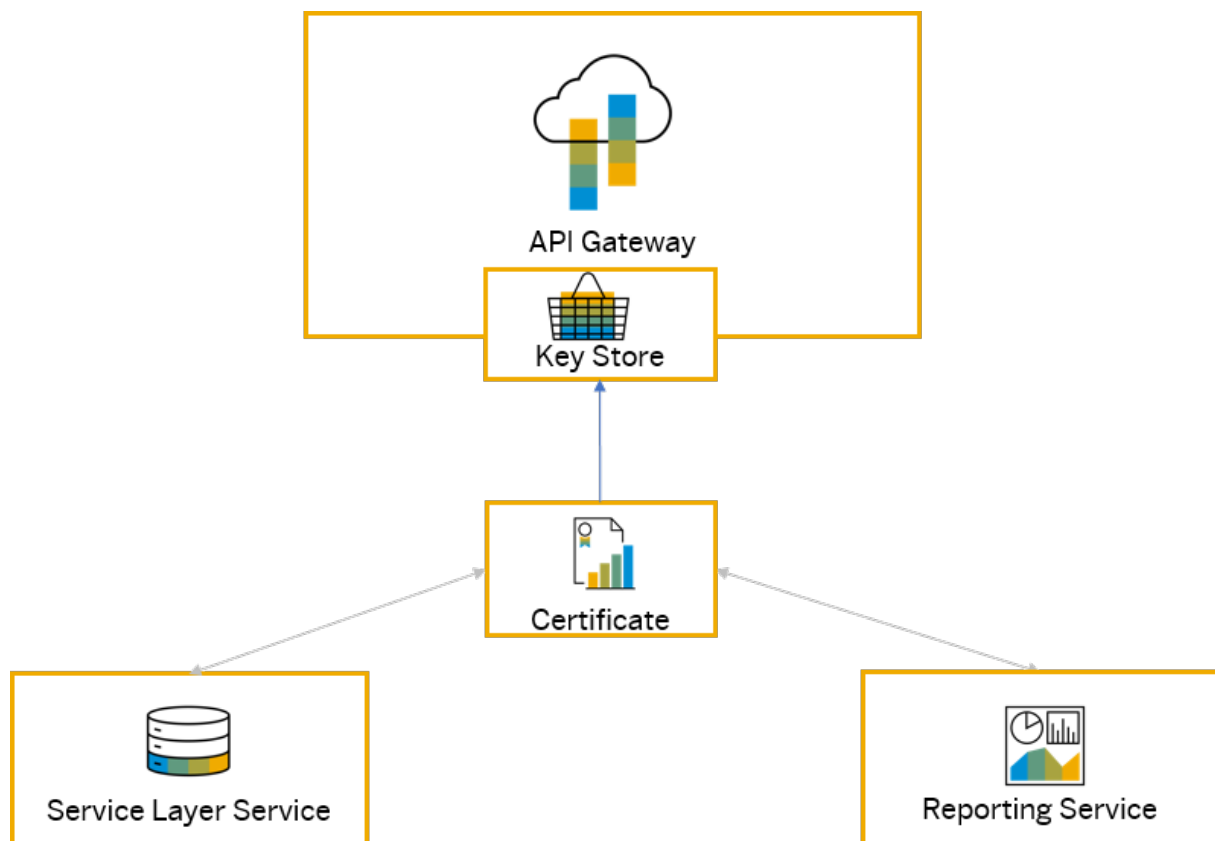 API Gateway
Key Store
Certificate
Service Layer Service
Reporting Service